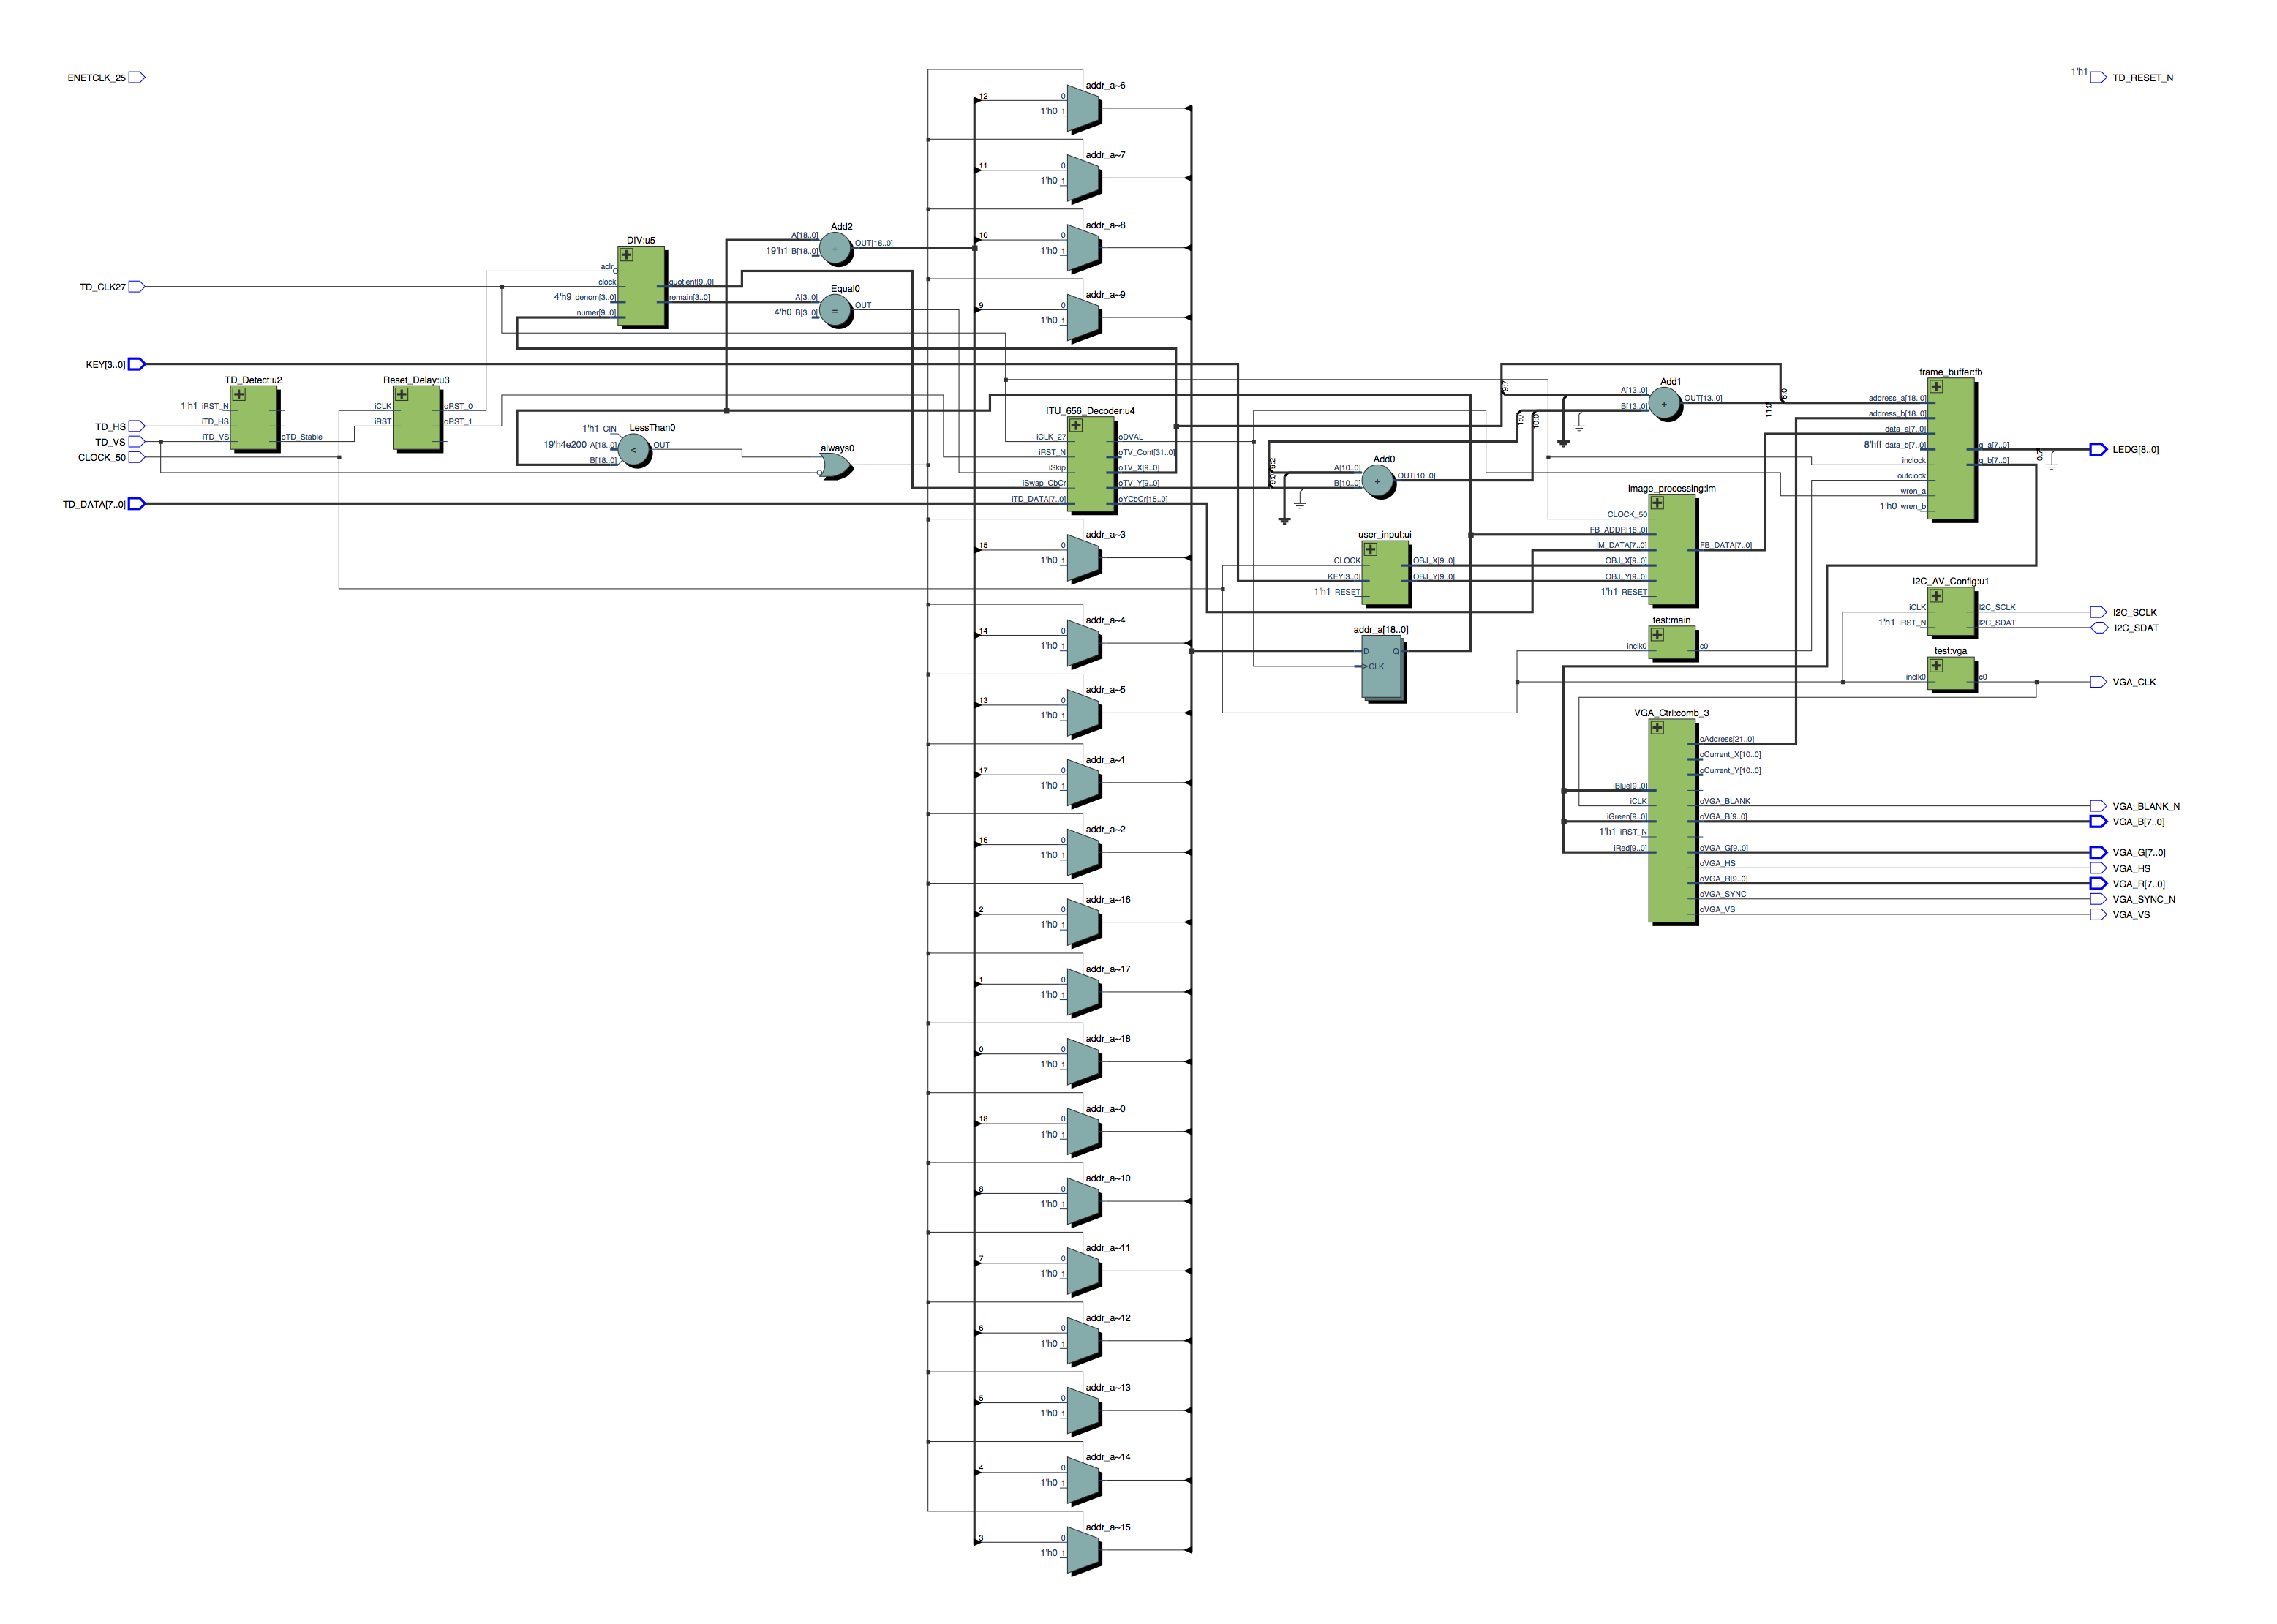 ENETCLK_25
TD_CLK27
KEY[3..0]
TD_HS
TD_VS
CLOCK_50
TD_DATA[7..0]
TD_Detect:u2
1'h1 iRST_N
iTD_HS
iTD_VS
oTD_Stable
Reset_Delay:u3
iCLK
iRST
oRST_0
oRST_1
DIV:u5
aclr
clock
4'h9 denom[3..0]
numer[9..0]
quotient[9..0]
remain[3..0]
Add2
A[18..0]
19'h1 B[18..0]
OUT[18..0]
Equal0
A[3..0]
4'h0 B[3..0]
OUT
LessThan0
1'h1 CIN
19'h4e200 A[18..0]
B[18..0]
OUT
always0
addr_a~6
12
0
1'h0 1
addr_a~7
11
0
1'h0 1
addr_a~8
10
0
1'h0 1
addr_a~9
9
0
1'h0 1
ITU_656_Decoder:u4
iCLK_27
iRST_N
iSkip
iSwap_CbCr
iTD_DATA[7..0]
oDVAL
oTV_Cont[31..0]
oTV_X[9..0]
oTV_Y[9..0]
oYCbCr[15..0]
addr_a~3
15
0
1'h0 1
addr_a~4
14
0
1'h0 1
addr_a~5
13
0
1'h0 1
addr_a~1
17
0
1'h0 1
addr_a~2
16
0
1'h0 1
addr_a~16
2
0
1'h0 1
addr_a~17
1
0
1'h0 1
addr_a~18
0
0
1'h0 1
addr_a~0
18
0
1'h0 1
addr_a~10
8
0
1'h0 1
addr_a~11
7
0
1'h0 1
addr_a~12
6
0
1'h0 1
addr_a~13
5
0
1'h0 1
addr_a~14
4
0
1'h0 1
addr_a~15
3
0
1'h0 1
Add0
A[10..0]
B[10..0]
OUT[10..0]
user_input:ui
CLOCK
KEY[3..0]
1'h1 RESET
OBJ_X[9..0]
OBJ_Y[9..0]
addr_a[18..0]
D
Q
CLK
9:7
1:0
10:0
Add1
A[13..0]
B[13..0]
OUT[13..0]
11:0
6:0
image_processing:im
CLOCK_50
FB_ADDR[18..0]
IM_DATA[7..0]
OBJ_X[9..0]
OBJ_Y[9..0]
1'h1 RESET
FB_DATA[7..0]
test:main
inclk0
c0
VGA_Ctrl:comb_3
iBlue[9..0]
iCLK
iGreen[9..0]
1'h1 iRST_N
iRed[9..0]
oAddress[21..0]
oCurrent_X[10..0]
oCurrent_Y[10..0]
oVGA_BLANK
oVGA_B[9..0]
oVGA_G[9..0]
oVGA_HS
oVGA_R[9..0]
oVGA_SYNC
oVGA_VS
frame_buffer:fb
address_a[18..0]
address_b[18..0]
data_a[7..0]
8'hff data_b[7..0]
inclock
outclock
wren_a
1'h0 wren_b
q_a[7..0]
q_b[7..0]
0:7
I2C_AV_Config:u1
iCLK
1'h1 iRST_N
I2C_SCLK
I2C_SDAT
test:vga
inclk0
c0
1'h1
TD_RESET_N
LEDG[8..0]
I2C_SCLK
I2C_SDAT
VGA_CLK
VGA_BLANK_N
VGA_B[7..0]
VGA_G[7..0]
VGA_HS
VGA_R[7..0]
VGA_SYNC_N
VGA_VS